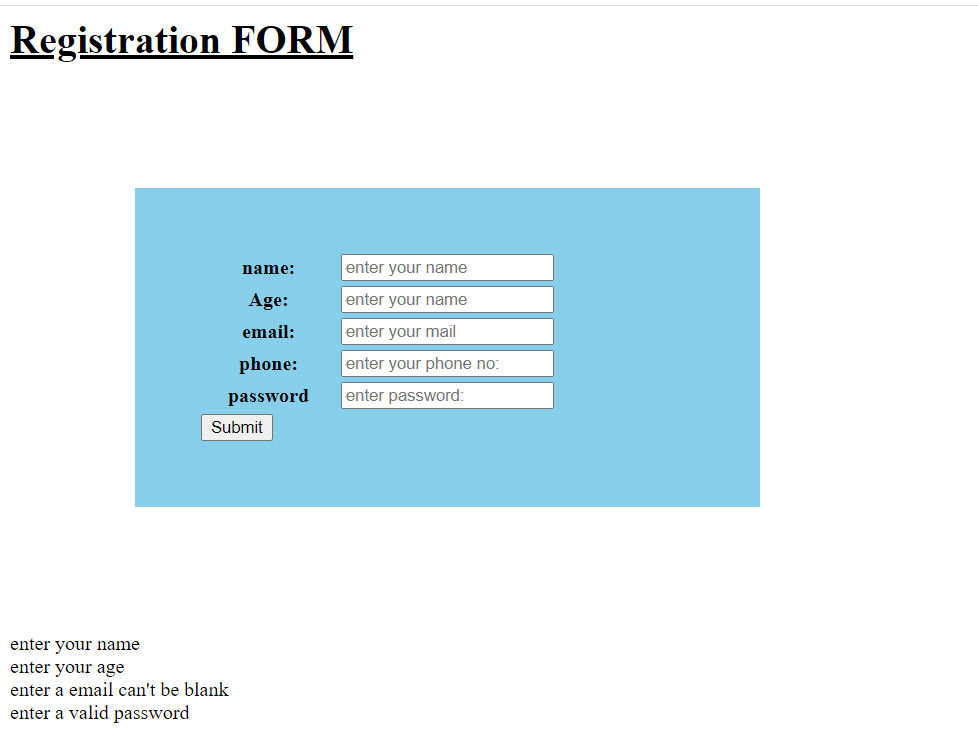 Registration FORM
name: enter your name
Age: enter your name
email: enter your mail
phone: enter your phone no:
password enter password:
Submit
enter your name
enter your age
enter a email can't be blank
enter a valid password